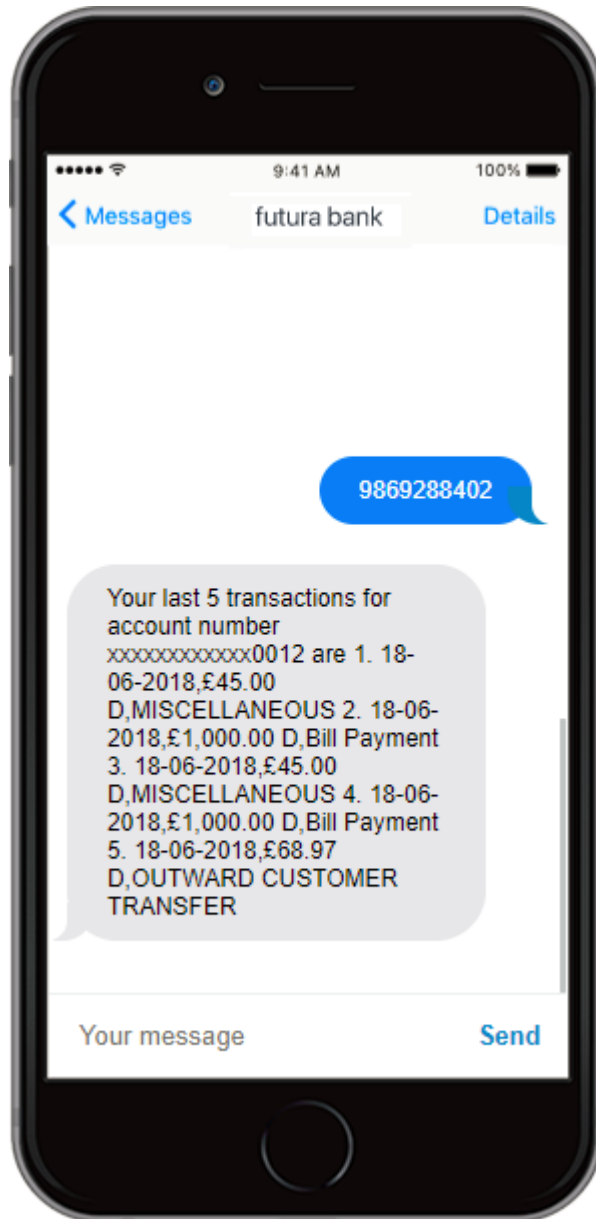 9:41 AM
100%
Messages
futura bank
Details
9869288402
Your last 5 transactions for
account number
xxxxxxxxxxxx0012 are 1. 18-
06-2018,£45.00
D,MISCELLANEOUS 2. 18-06-
2018,£1,000.00 D,Bill Payment
3. 18-06-2018,£45.00
D,MISCELLANEOUS 4. 18-06-
2018,£1,000.00 D,Bill Payment
5. 18-06-2018,£68.97
D,OUTWARD CUSTOMER
TRANSFER
Your message
Send